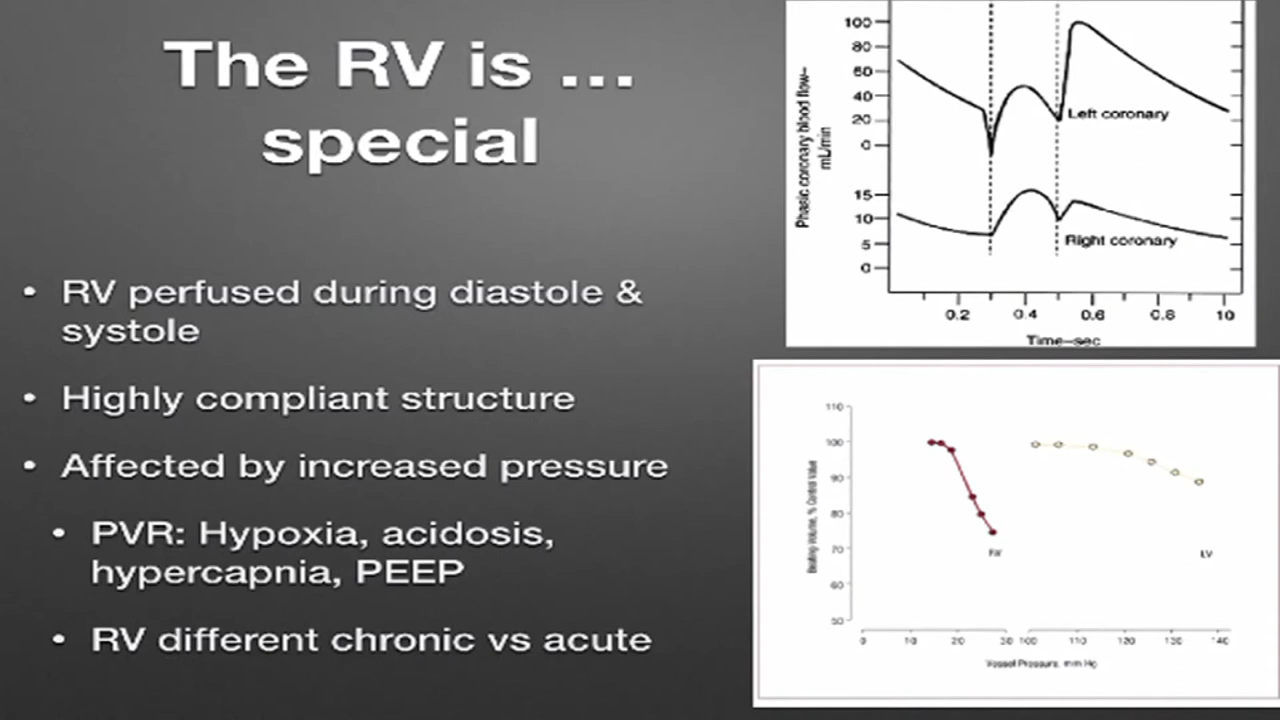 The RV is ...
special
• RV perfused during diastole &
systole
• Highly compliant structure
• Affected by increased pressure
• PVR: Hypoxia, acidosis,
hypercapnia, PEEP
• RV different chronic vs acute
Phasic coronary blood flow–
mL/min
100
80
60
40
20
0
15
10
5
0
Left coronary
Right coronary
0.2 0.4 0.6 0.8 10
Time–sec
110
100
90
80
70
60
50
RV
LV
0 10 20 30 100 110 120 130 140
Vessel Pressure, mm Hg